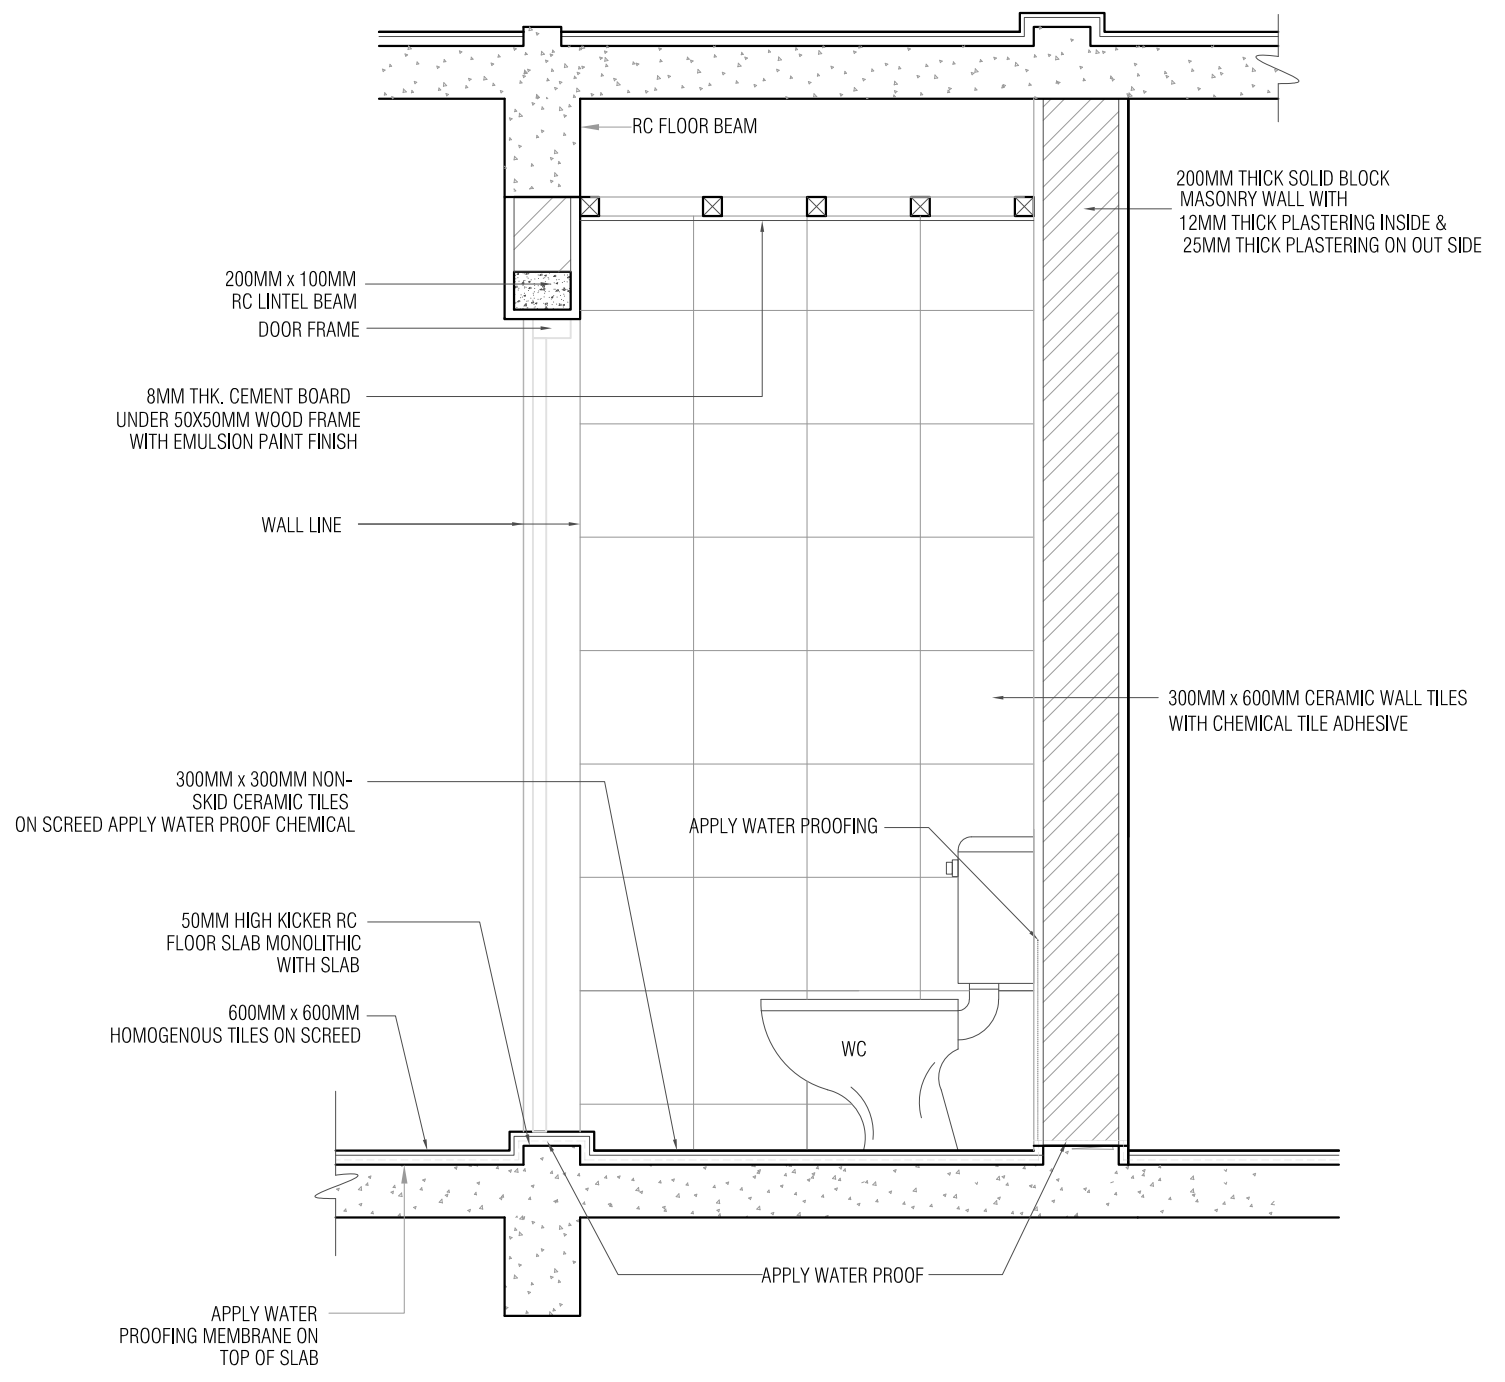 RC FLOOR BEAM
200MM THICK SOLID BLOCK
MASONRY WALL WITH
12MM THICK PLASTERING INSIDE &
25MM THICK PLASTERING ON OUT SIDE
200MM x 100MM
RC LINTEL BEAM
DOOR FRAME
8MM THK. CEMENT BOARD
UNDER 50X50MM WOOD FRAME
WITH EMULSION PAINT FINISH
WALL LINE
300MM x 600MM CERAMIC WALL TILES
WITH CHEMICAL TILE ADHESIVE
300MM x 300MM NON-
SKID CERAMIC TILES
ON SCREED APPLY WATER PROOF CHEMICAL
APPLY WATER PROOFING
50MM HIGH KICKER RC
FLOOR SLAB MONOLITHIC
WITH SLAB
600MM x 600MM
HOMOGENOUS TILES ON SCREED
WC
APPLY WATER PROOF
APPLY WATER
PROOFING MEMBRANE ON
TOP OF SLAB